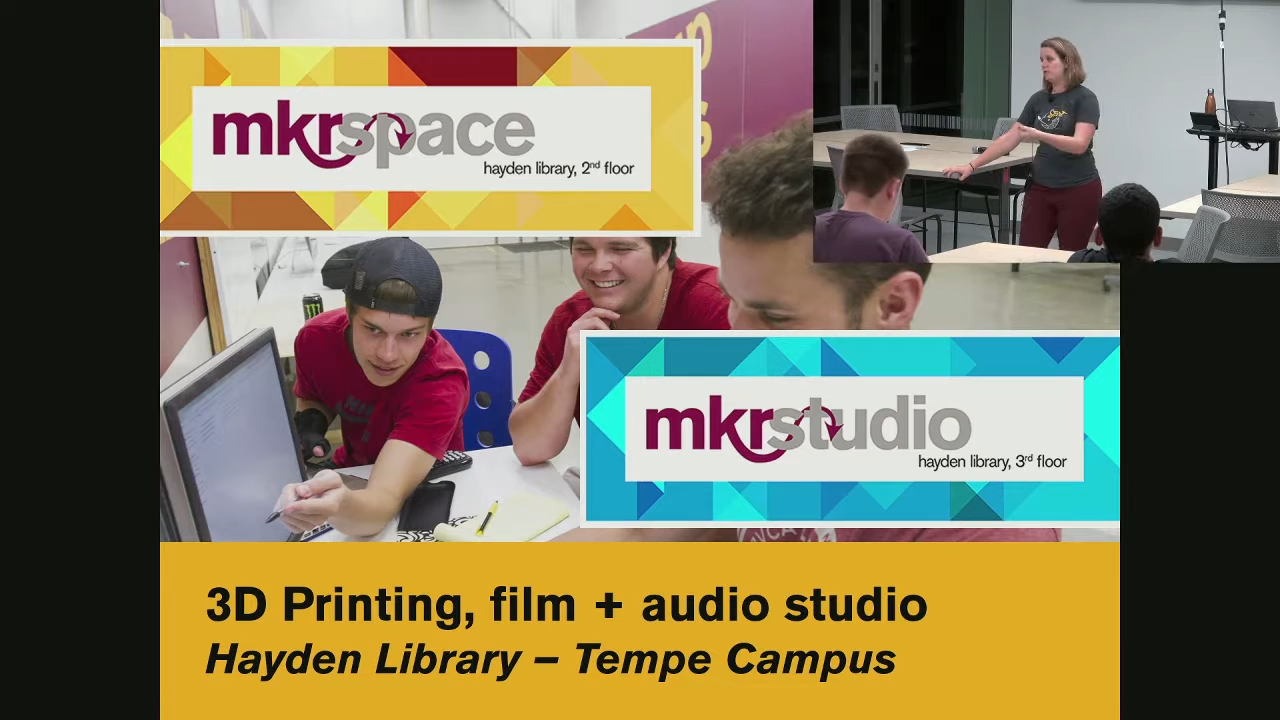 mkrspace
hayden library, 2nd floor
mkrstudio
hayden library, 3rd floor
3D Printing, film + audio studio
Hayden Library – Tempe Campus